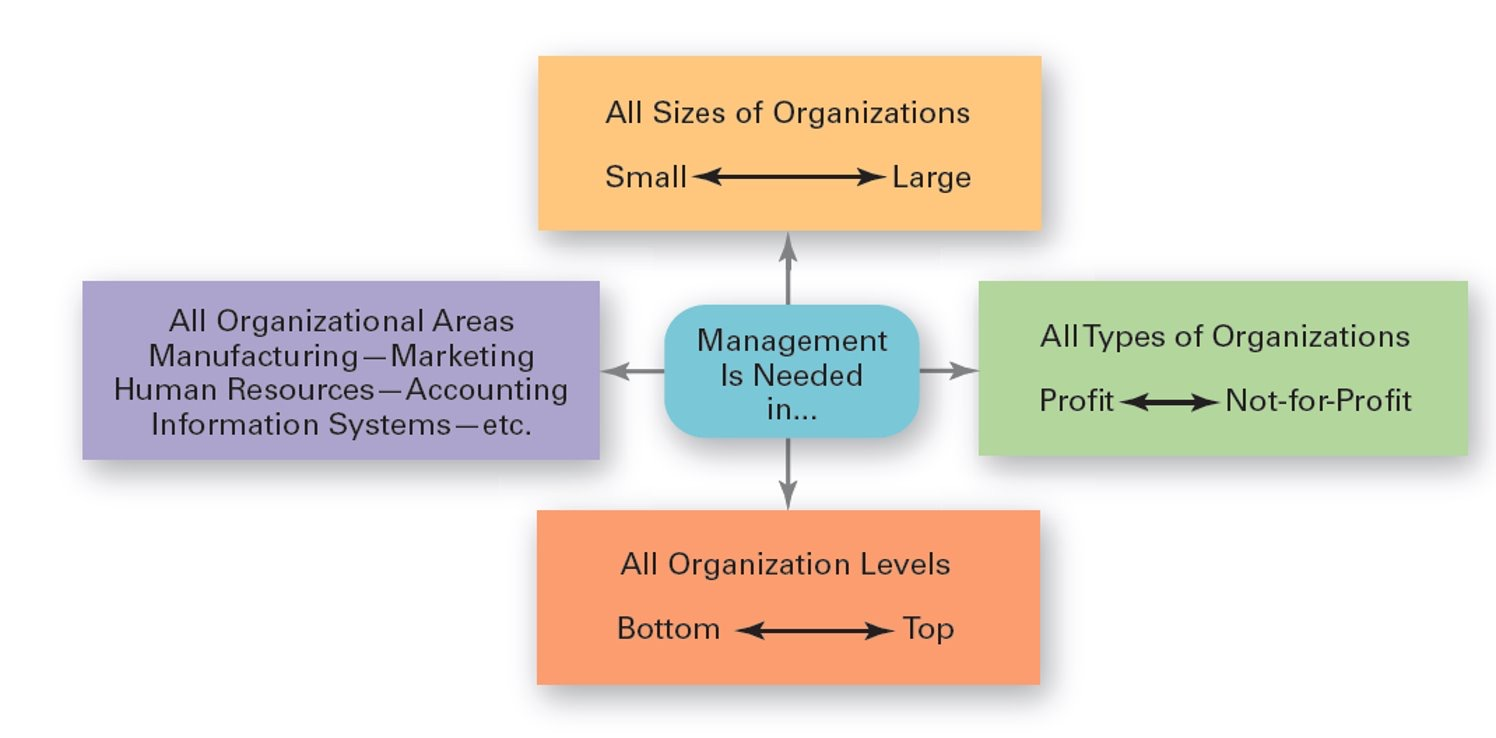 All Sizes of Organizations
Small Large
All Organizational Areas
Manufacturing—Marketing
Human Resources—Accounting
Information Systems—etc.
Management
Is Needed
in...
All Types of Organizations
Profit Not-for-Profit
All Organization Levels
Bottom Top